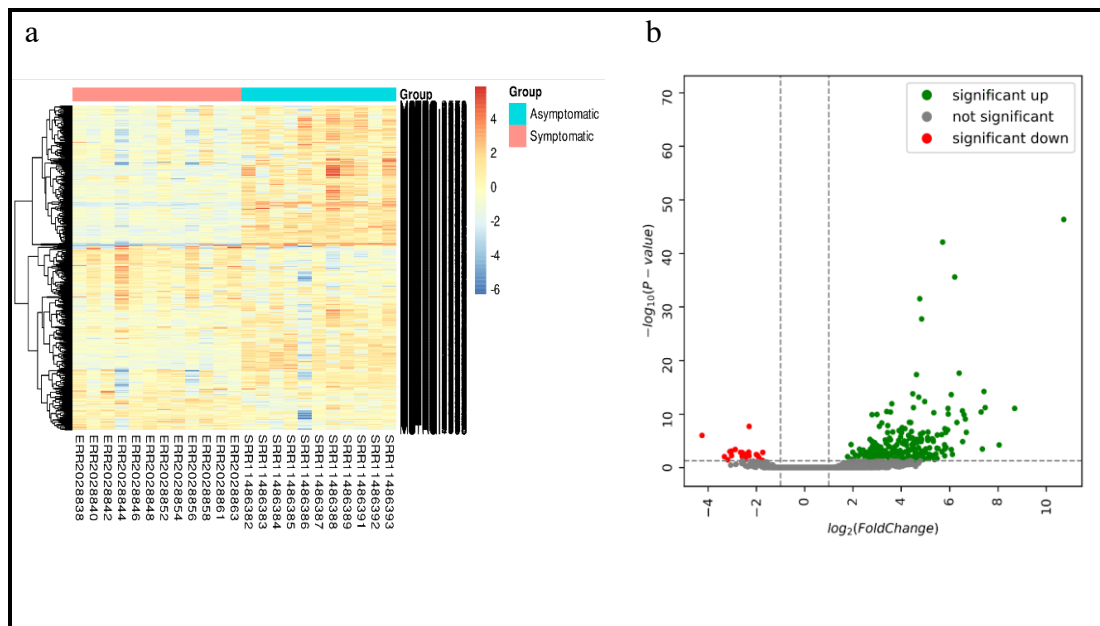 a
b
Group
Group
Asymptomatic
Symptomatic
4
2
0
-2
-4
-6
ERR2028838
ERR2028840
ERR2028842
ERR2028844
ERR2028846
ERR2028848
ERR2028852
ERR2028854
ERR2028856
ERR2028858
ERR2028861
ERR2028863
SRR11486382
SRR11486383
SRR11486384
SRR11486385
SRR11486386
SRR11486387
SRR11486388
SRR11486389
SRR11486391
SRR11486392
SRR11486393
significant up
not significant
significant down
70
60
50
40
30
20
10
0
−log10(P − value)
−4
−2
0
2
4
6
8
10
log2(FoldChange)